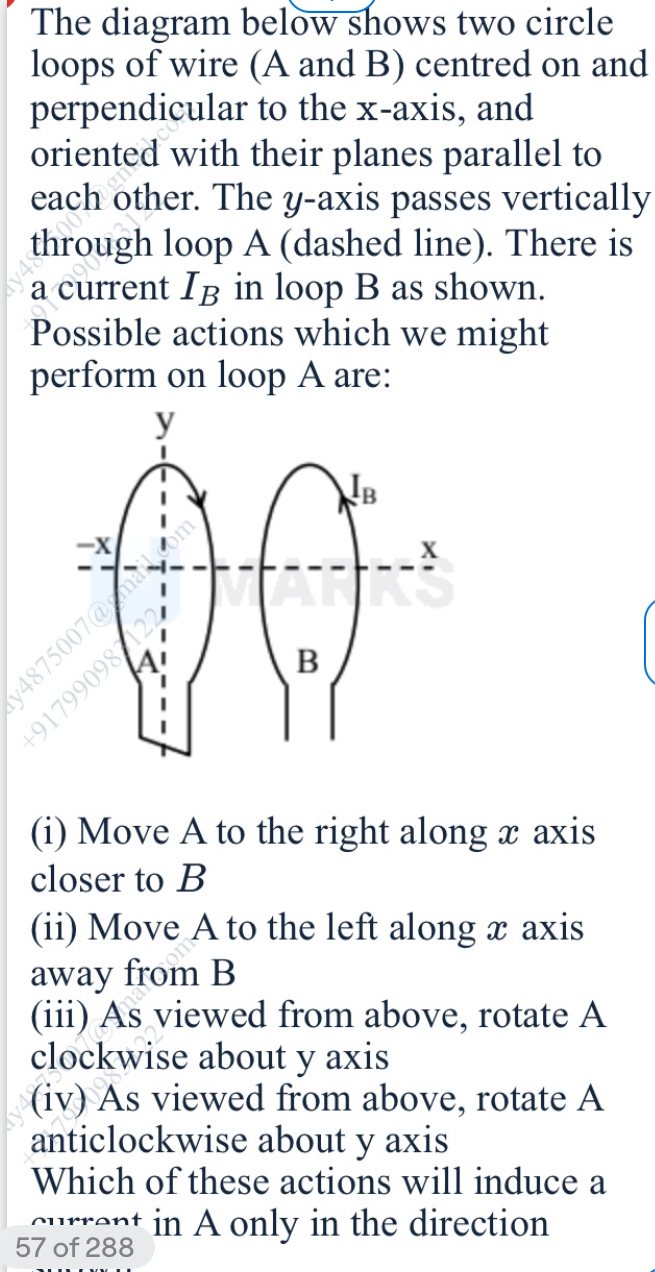 The diagram below shows two circle
loops of wire (A and B) centred on and
perpendicular to the x-axis, and
oriented with their planes parallel to
each other. The y-axis passes vertically
through loop A (dashed line). There is
a current I_B in loop B as shown.
Possible actions which we might
perform on loop A are:
y
I_B
-x
x
MARKS
A
B
(i) Move A to the right along x axis
closer to B
(ii) Move A to the left along x axis
away from B
(iii) As viewed from above, rotate A
clockwise about y axis
(iv) As viewed from above, rotate A
anticlockwise about y axis
Which of these actions will induce a
current in A only in the direction
57 of 288